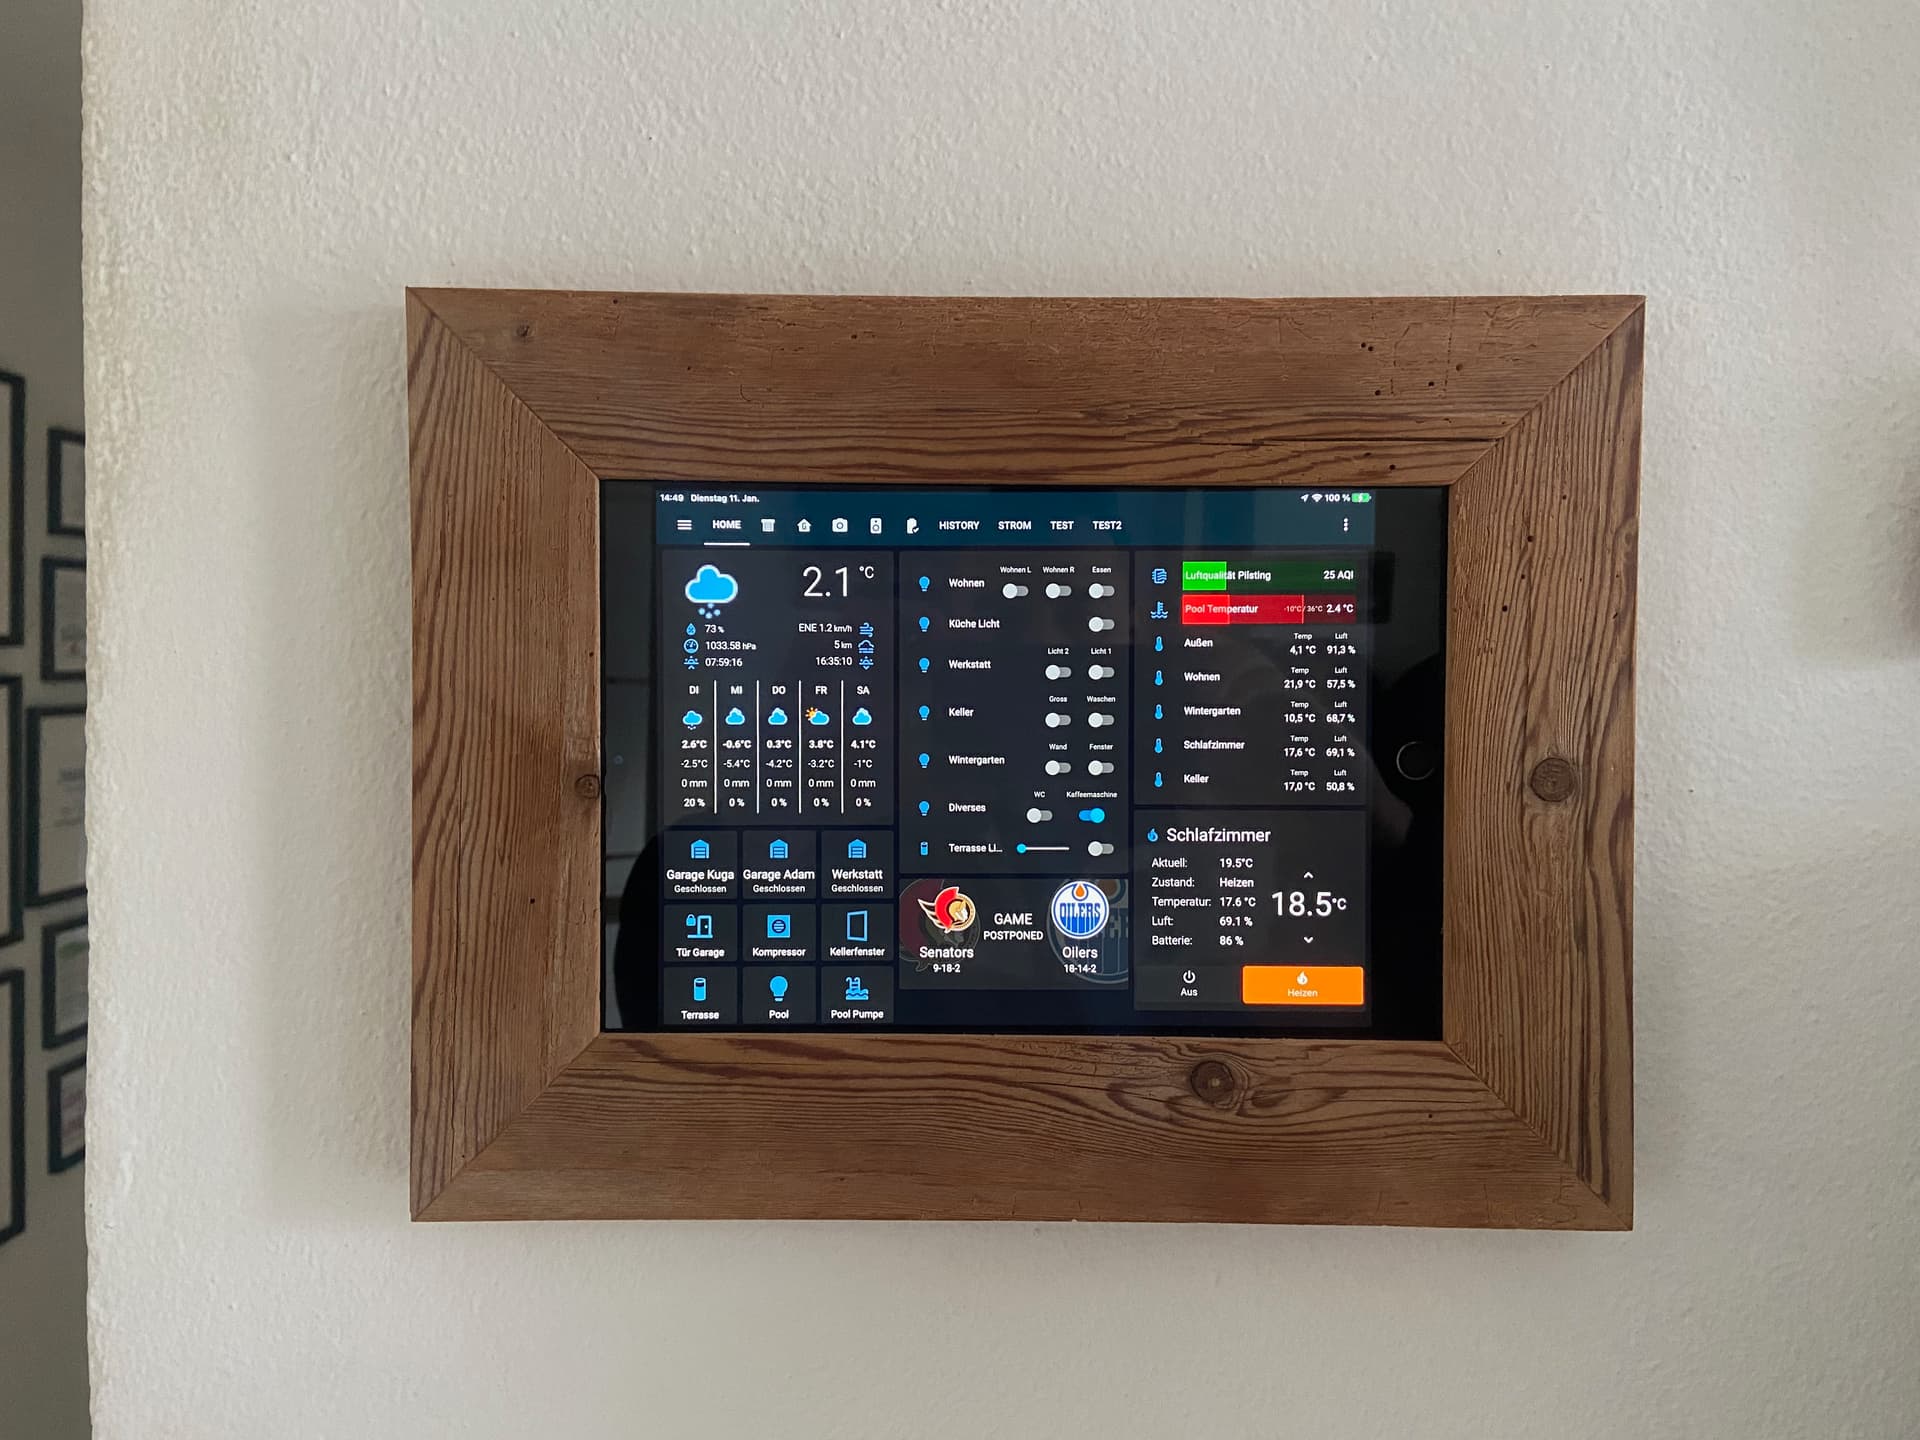 14:49 Dienstag 11. Jan.
100 %
HOME
HISTORY
STROM
TEST
TEST2
2.1 °C
73 %
ENE 1.2 km/h
1033.58 hPa
5 km
07:59:16
16:35:10
DI MI DO FR SA
2.6°C -0.6°C 0.3°C 3.8°C 4.1°C
-2.5°C -5.4°C -4.2°C -3.2°C -1°C
0 mm 0 mm 0 mm 0 mm 0 mm
20 % 0 % 0 % 0 % 0 %
Garage Kuga
Geschlossen
Garage Adam
Geschlossen
Werkstatt
Geschlossen
Tür Garage
Kompressor
Kellerfenster
Terrasse
Pool
Pool Pumpe
Wohnen L Wohnen R Essen
Wohnen
Küche Licht
Licht 2 Licht 1
Werkstatt
Gross Waschen
Keller
Wand Fenster
Wintergarten
WC Kaffeemaschine
Diverses
Terrasse Li...
Senators
9-18-2
GAME
POSTPONED
OILERS
Oilers
18-14-2
Luftqualität Pilsting 25 AQI
Pool Temperatur -10°C / 36°C 2.4 °C
Temp Luft
Außen 4,1 °C 91,3 %
Temp Luft
Wohnen 21,9 °C 57,5 %
Temp Luft
Wintergarten 10,5 °C 68,7 %
Temp Luft
Schlafzimmer 17,6 °C 69,1 %
Temp Luft
Keller 17,0 °C 50,8 %
Schlafzimmer
Aktuell: 19.5°C
Zustand: Heizen
Temperatur: 17.6 °C
Luft: 69.1 %
Batterie: 86 %
18.5°C
Aus
Heizen